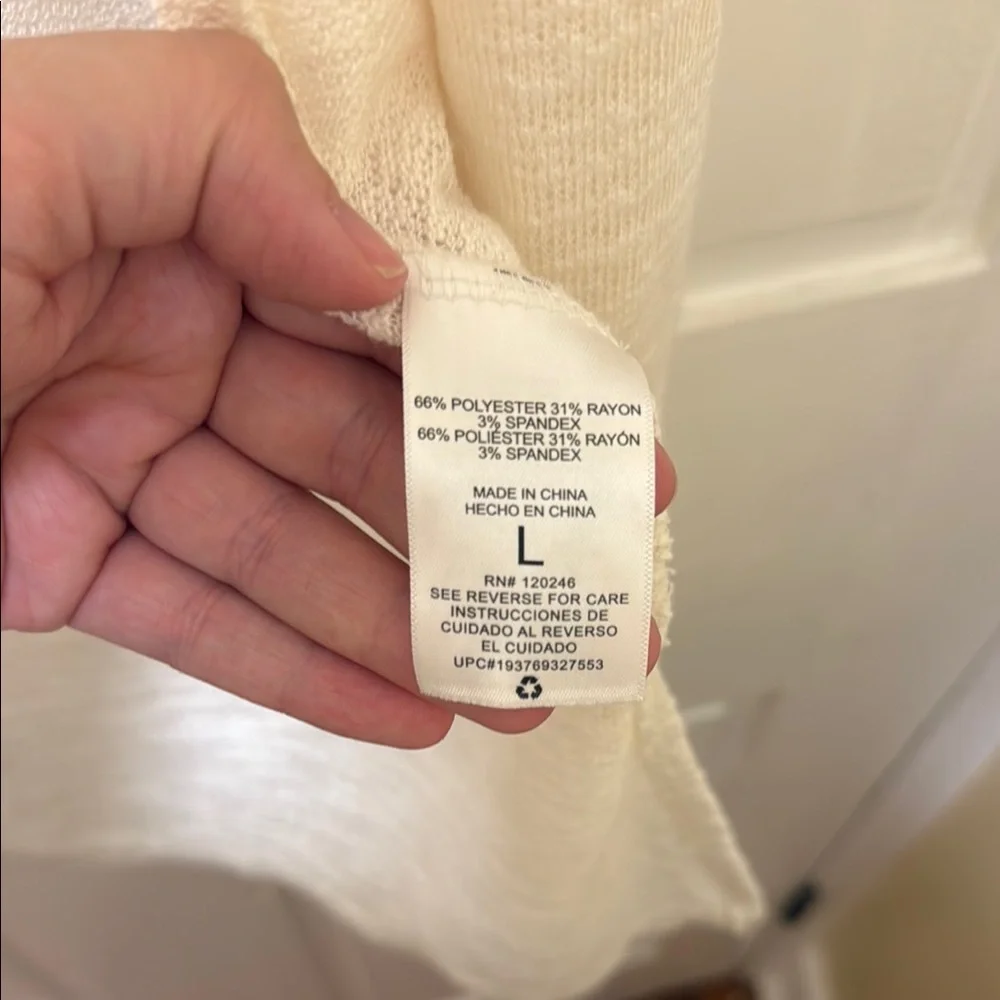 66% POLYESTER 31% RAYON
3% SPANDEX
66% POLIÉSTER 31% RAYÓN
3% SPANDEX
MADE IN CHINA
HECHO EN CHINA
L
RN# 120246
SEE REVERSE FOR CARE
INSTRUCCIONES DE
CUIDADO AL REVERSO
EL CUIDADO
UPC#193769327553